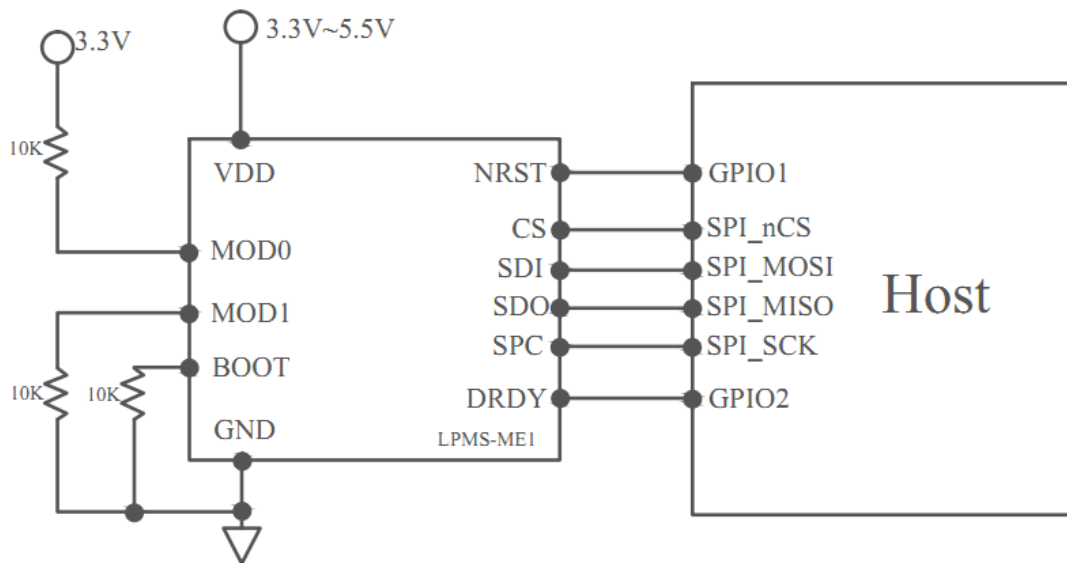 3.3V
3.3V~5.5V
10K
VDD
NRST
GPIO1
MOD0
CS
SPI_nCS
SDI
SPI_MOSI
Host
MOD1
SDO
SPI_MISO
SPC
SPI_SCK
BOOT
10K
10K
DRDY
GPIO2
GND
LPMS-ME1